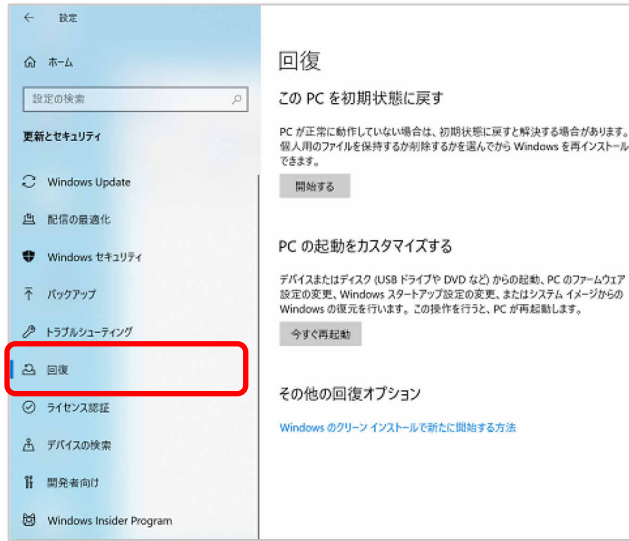 設定
ホーム
設定の検索
更新とセキュリティ
Windows Update
配信の最適化
Windows セキュリティ
バックアップ
トラブルシューティング
回復
ライセンス認証
デバイスの検索
開発者向け
Windows Insider Program
回復
この PC を初期状態に戻す
PC が正常に動作していない場合は、初期状態に戻すと解決する場合があります。
個人用のファイルを保持するか削除するかを選んでから Windows を再インストール
できます。
開始する
PC の起動をカスタマイズする
デバイスまたはディスク (USB ドライブや DVD など) からの起動、PC のファームウェア
設定の変更、Windows スタートアップ設定の変更、またはシステム イメージからの
Windows の復元を行います。この操作を行うと、PC が再起動します。
今すぐ再起動
その他の回復オプション
Windows のクリーン インストールで新たに開始する方法